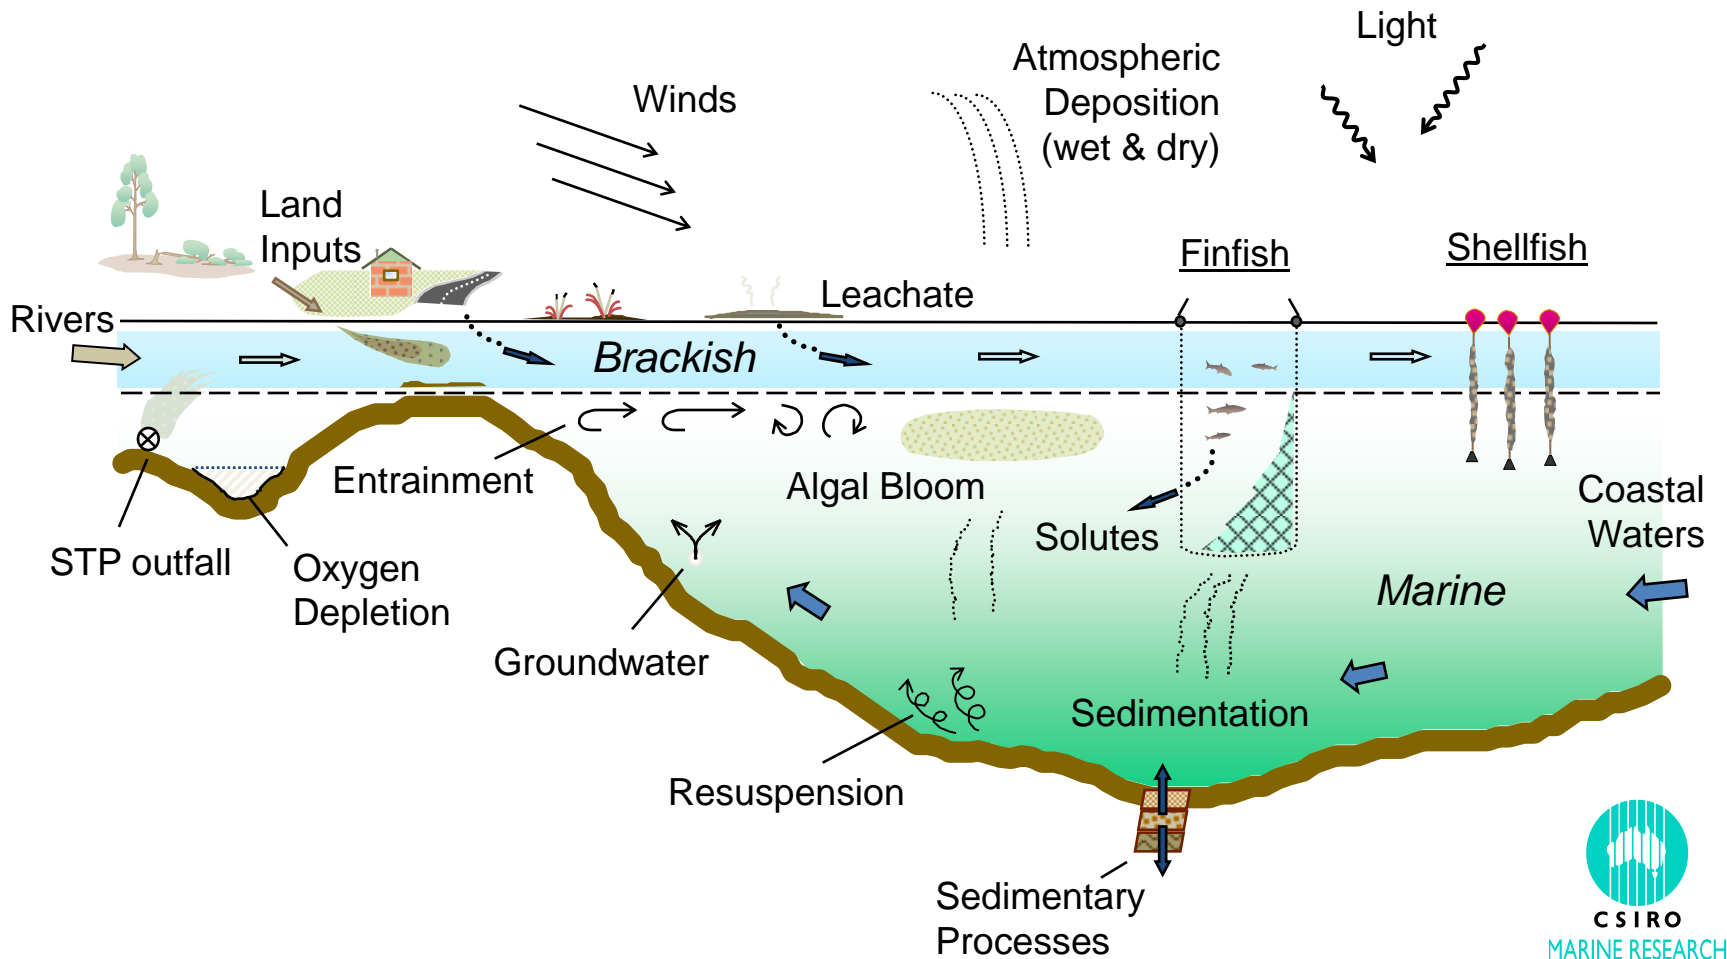 Light
Atmospheric
Deposition
(wet & dry)
Winds
Land
Inputs
Finfish
Shellfish
Leachate
Rivers
Brackish
Entrainment
Algal Bloom
Coastal
Waters
Solutes
STP outfall
Oxygen
Depletion
Marine
Groundwater
Sedimentation
Resuspension
Sedimentary
Processes
CSIRO
MARINE RESEARCH